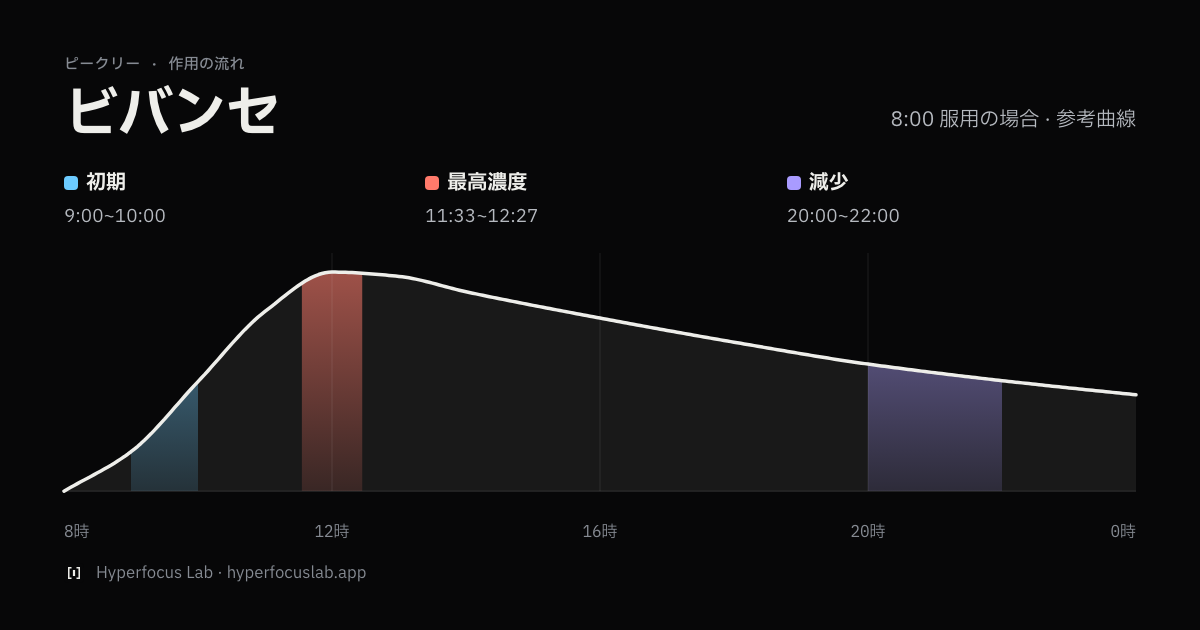 ピークリー · 作用の流れ
ビバンセ
8:00 服用の場合 · 参考曲線
初期
9:00~10:00
最高濃度
11:33~12:27
減少
20:00~22:00
8時
12時
16時
20時
0時
Hyperfocus Lab · hyperfocuslab.app